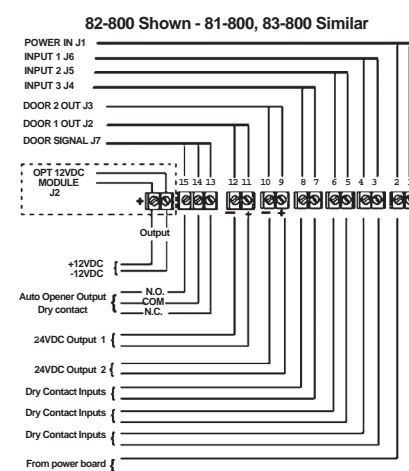 82-800 Shown - 81-800, 83-800 Similar
POWER IN J1
INPUT 1 J6
INPUT 2 J5
INPUT 3 J4
DOOR 2 OUT J3
DOOR 1 OUT J2
DOOR SIGNAL J7
OPT 12VDC
MODULE
J2
15 14 13 12 11 10 9 8 7 6 5 4 3 2
+ - + - +
Output
+12VDC
-12VDC
Auto Opener Output
Dry contact
N.O.
COM
N.C.
24VDC Output 1
24VDC Output 2
Dry Contact Inputs
Dry Contact Inputs
Dry Contact Inputs
From power board